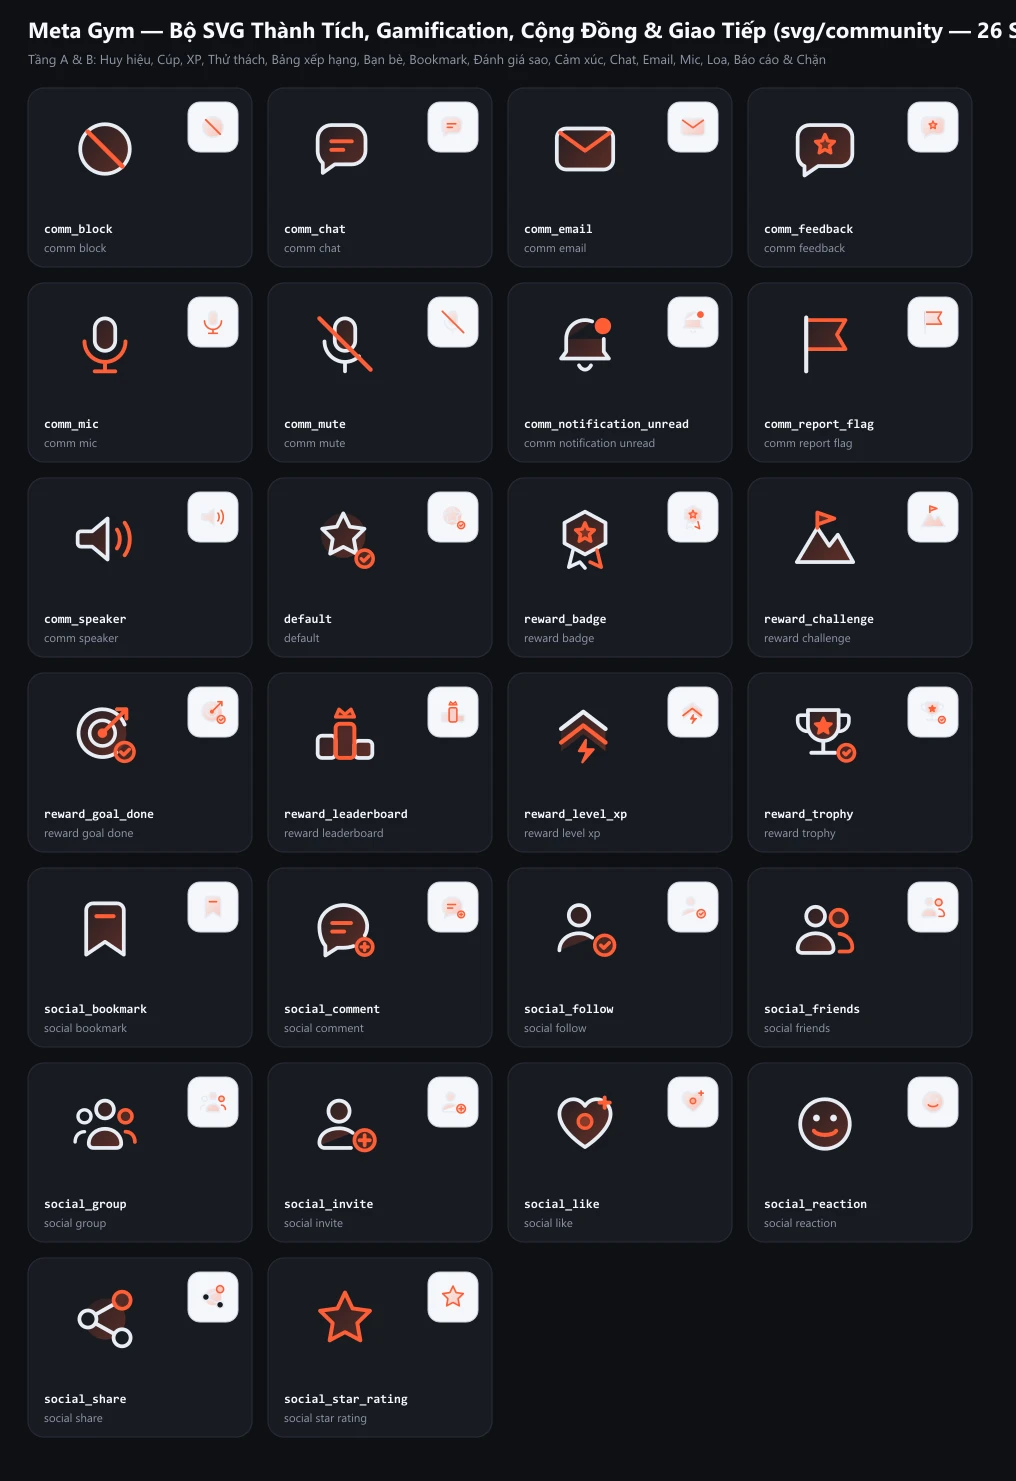 Meta Gym — Bộ SVG Thành Tích, Gamification, Cộng Đồng & Giao Tiếp (svg/community — 26 S
Tầng A & B: Huy hiệu, Cúp, XP, Thử thách, Bảng xếp hạng, Bạn bè, Bookmark, Đánh giá sao, Cảm xúc, Chat, Email, Mic, Loa, Báo cáo & Chặn
comm_block
comm block
comm_chat
comm chat
comm_email
comm email
comm_feedback
comm feedback
comm_mic
comm mic
comm_mute
comm mute
comm_notification_unread
comm notification unread
comm_report_flag
comm report flag
comm_speaker
comm speaker
default
default
reward_badge
reward badge
reward_challenge
reward challenge
reward_goal_done
reward goal done
reward_leaderboard
reward leaderboard
reward_level_xp
reward level xp
reward_trophy
reward trophy
social_bookmark
social bookmark
social_comment
social comment
social_follow
social follow
social_friends
social friends
social_group
social group
social_invite
social invite
social_like
social like
social_reaction
social reaction
social_share
social share
social_star_rating
social star rating